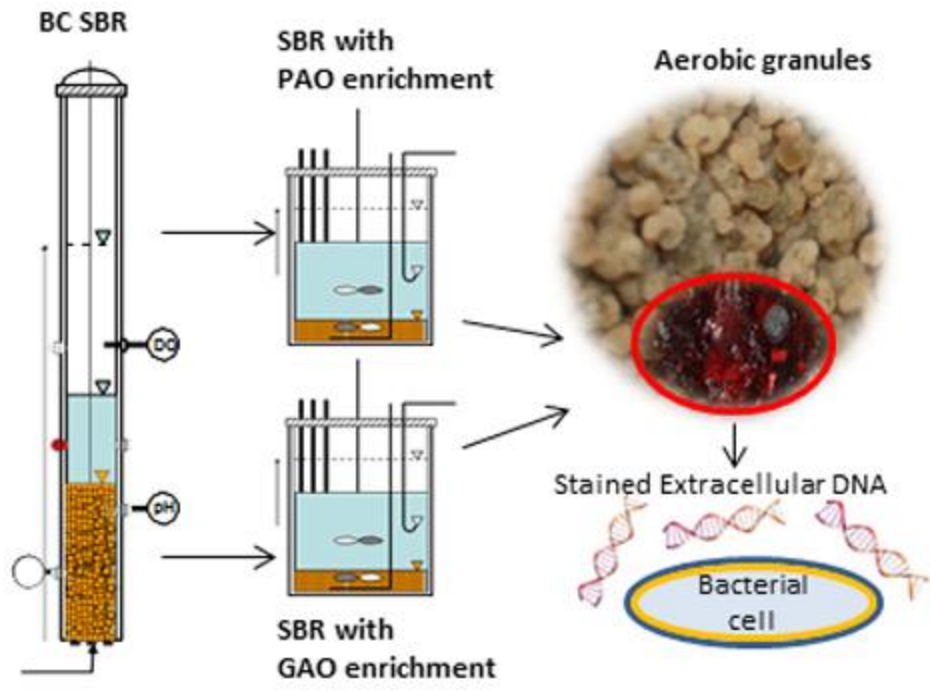 BC SBR
SBR with
PAO enrichment
Aerobic granules
DO
pH
Stained Extracellular DNA
Bacterial
cell
SBR with
GAO enrichment